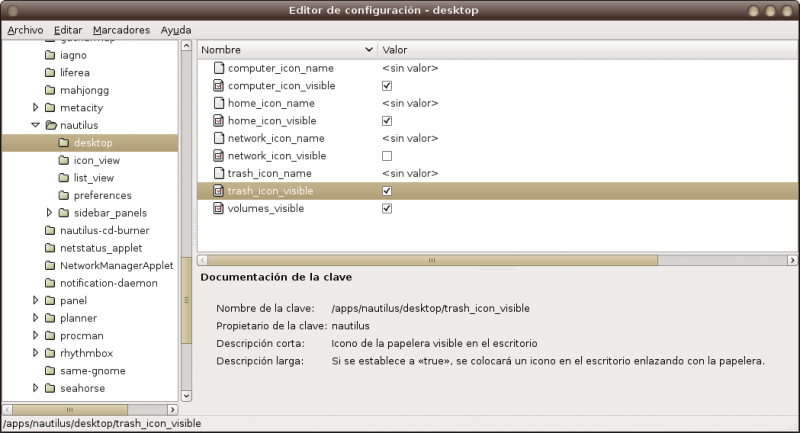 Editor de configuración - desktop
Archivo Editar Marcadores Ayuda
iagno
liferea
mahjongg
metacity
nautilus
desktop
icon_view
list_view
preferences
sidebar_panels
nautilus-cd-burner
netstatus_applet
NetworkManagerApplet
notification-daemon
panel
planner
procman
rhythmbox
same-gnome
seahorse
Nombre Valor
computer_icon_name <sin valor>
computer_icon_visible
home_icon_name <sin valor>
home_icon_visible
network_icon_name <sin valor>
network_icon_visible
trash_icon_name <sin valor>
trash_icon_visible
volumes_visible
Documentación de la clave
Nombre de la clave: /apps/nautilus/desktop/trash_icon_visible
Propietario de la clave: nautilus
Descripción corta: Icono de la papelera visible en el escritorio
Descripción larga: Si se establece a «true», se colocará un icono en el escritorio enlazando con la papelera.
/apps/nautilus/desktop/trash_icon_visible